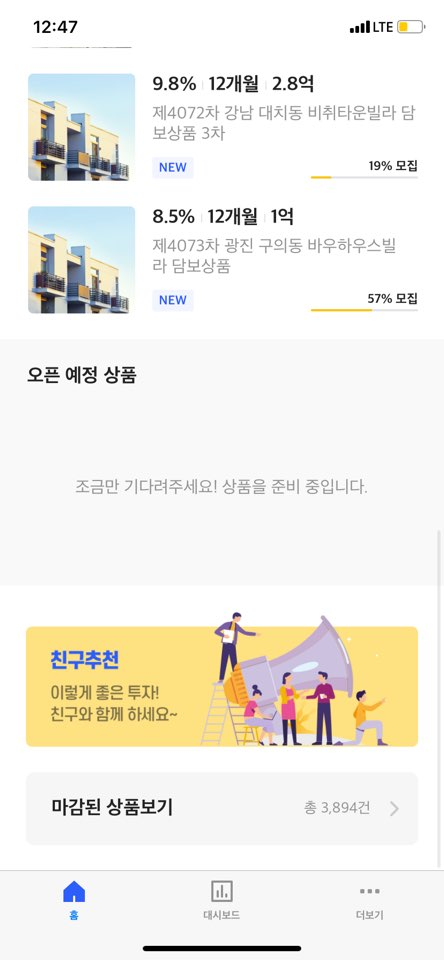 12:47
LTE
9.8% 12개월 2.8억
제4072차 강남 대치동 비취타운빌라 담
보상품 3차
NEW
19% 모집
8.5% 12개월 1억
제4073차 광진 구의동 바우하우스빌
라 담보상품
NEW
57% 모집
오픈 예정 상품
조금만 기다려주세요! 상품을 준비 중입니다.
친구추천
이렇게 좋은 투자!
친구와 함께 하세요~
마감된 상품보기
총 3,894건
홈
대시보드
더보기